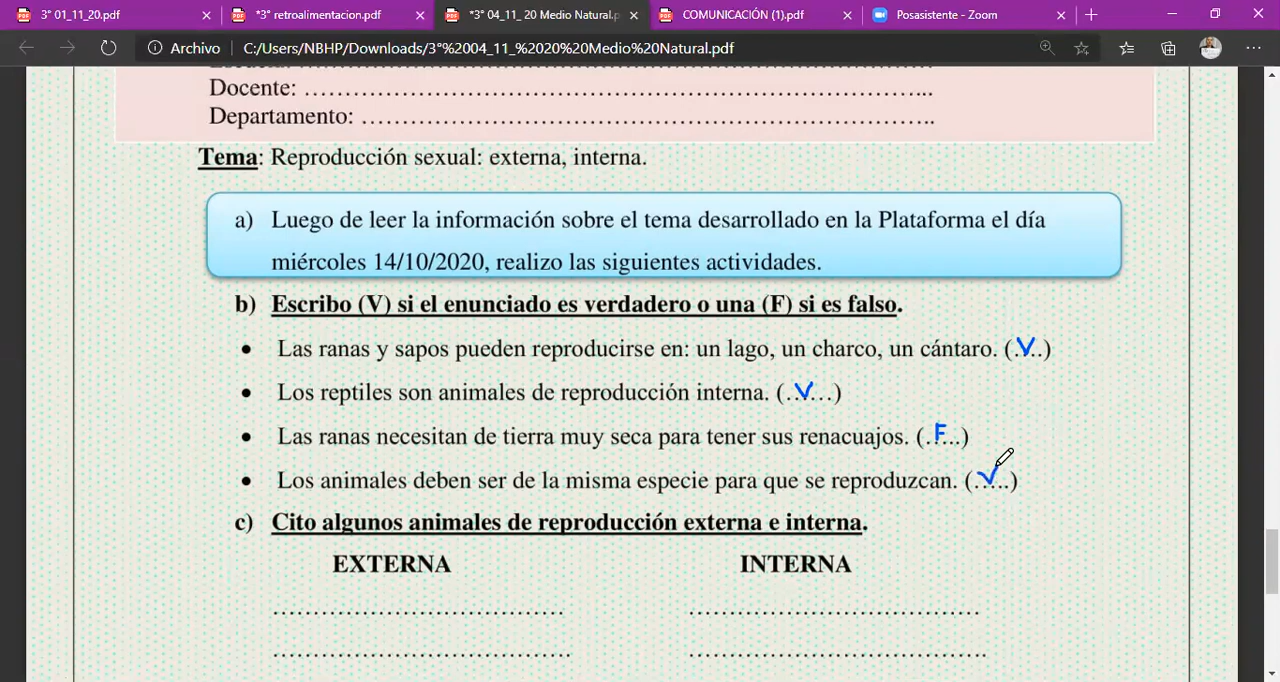 3° 01_11_20.pdf
*3° retroalimentacion.pdf
*3° 04_11_ 20 Medio Natural.p
COMUNICACIÓN (1).pdf
Posasistente - Zoom
Archivo
C:/Users/NBHP/Downloads/3°%2004_11_%2020%20Medio%20Natural.pdf
Docente: ……………………………………………………………………...
Departamento: ……………………………………………………………..
Tema: Reproducción sexual: externa, interna.
a) Luego de leer la información sobre el tema desarrollado en la Plataforma el día
miércoles 14/10/2020, realizo las siguientes actividades.
b) Escribo (V) si el enunciado es verdadero o una (F) si es falso.
• Las ranas y sapos pueden reproducirse en: un lago, un charco, un cántaro. (.V..)
• Los reptiles son animales de reproducción interna. (..V…)
• Las ranas necesitan de tierra muy seca para tener sus renacuajos. (.F...)
• Los animales deben ser de la misma especie para que se reproduzcan. (.V...)
c) Cito algunos animales de reproducción externa e interna.
EXTERNA INTERNA
……………………………… ………………………………
………………………………. ……………………………….